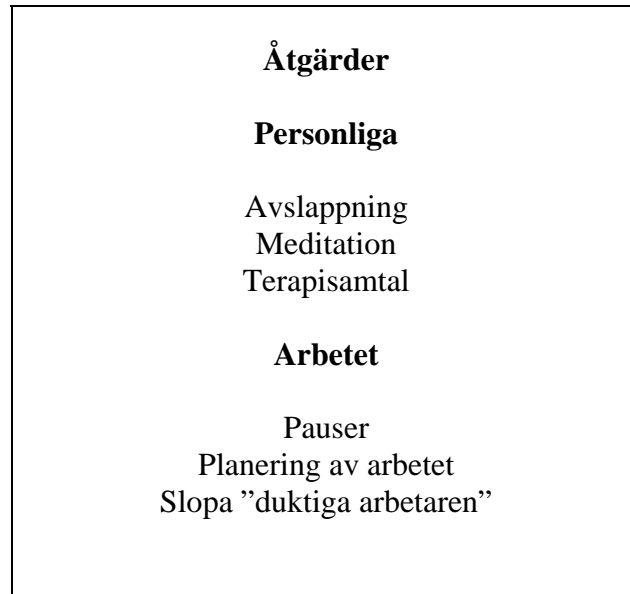 Åtgärder
Personliga
Avslappning
Meditation
Terapisamtal
Arbetet
Pauser
Planering av arbetet
Slopa ”duktiga arbetaren”